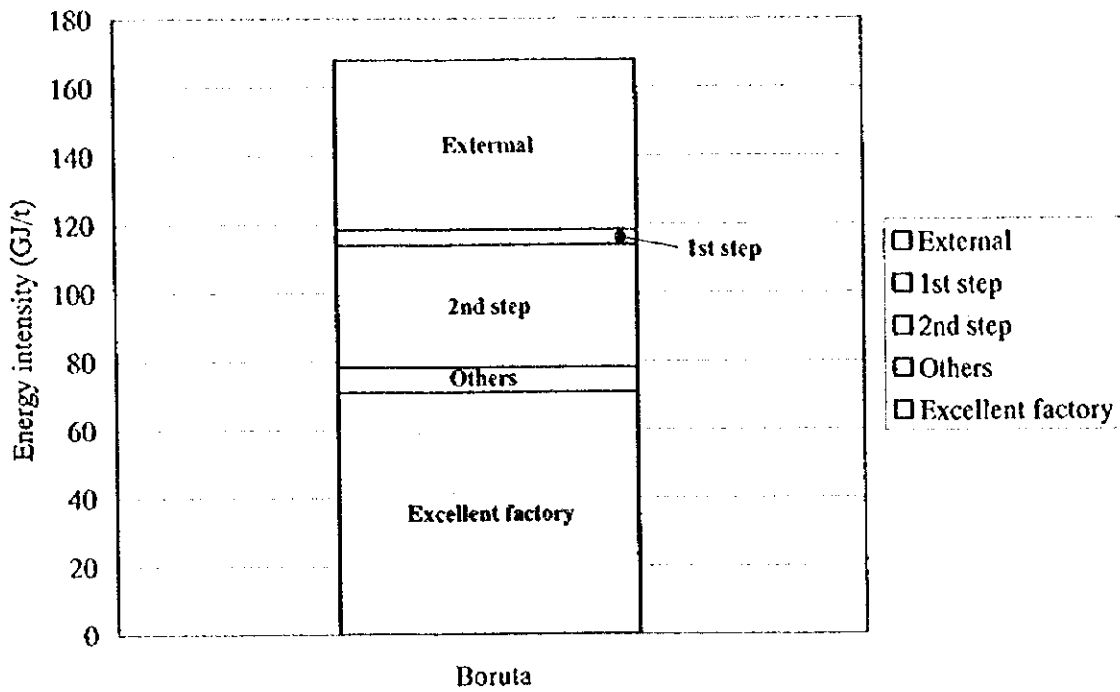 180
160
140
120
100
80
60
40
20
0
Energy intensity (GJ/t)
Extermal
1st step
2nd step
Others
Excellent factory
Boruta
External
1st step
2nd step
Others
Excellent factory